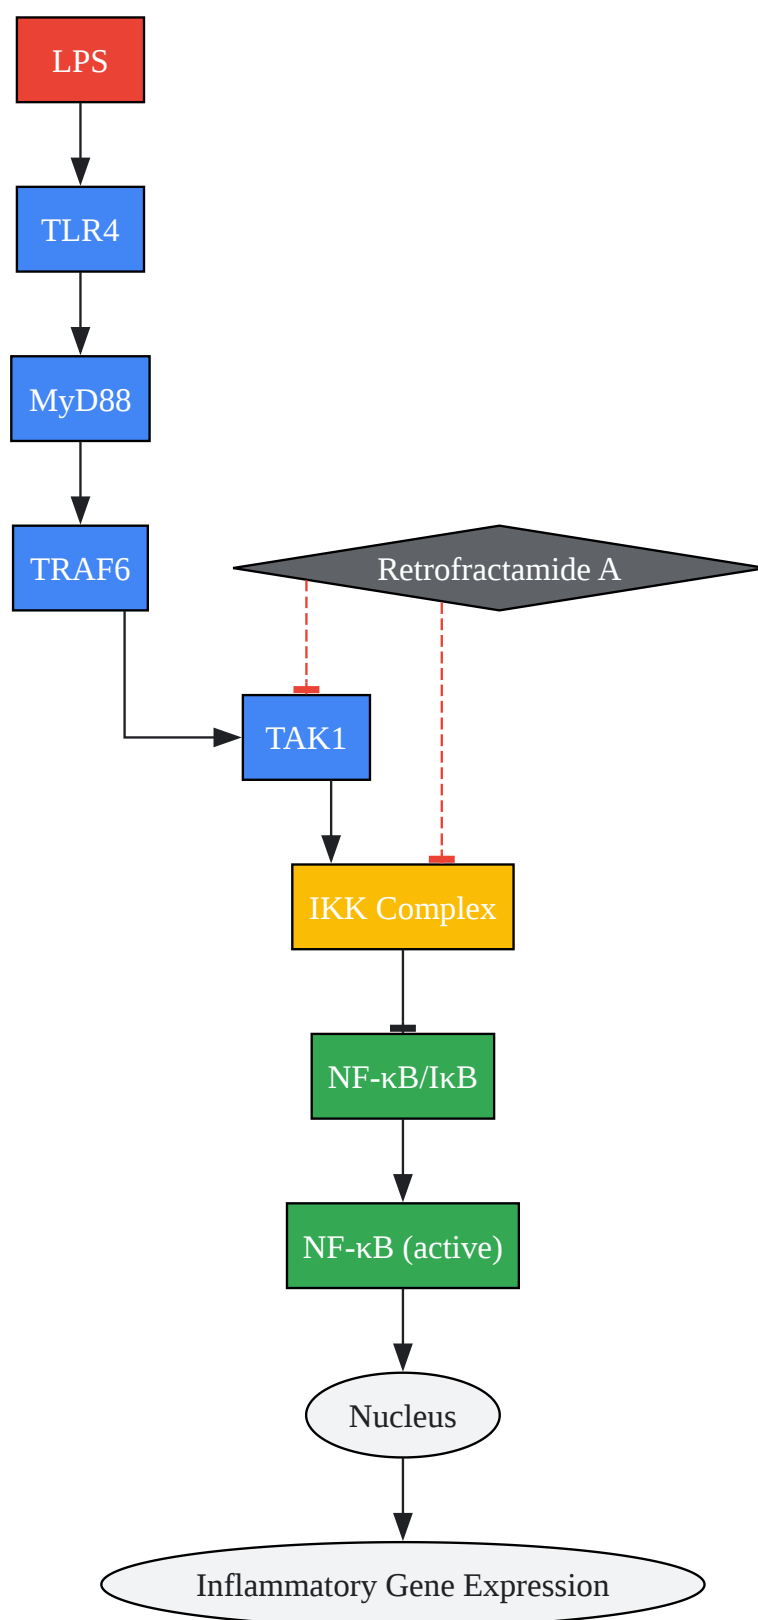 LPS
TLR4
MyD88
TRAF6
Retrofractamide A
TAK1
IKK Complex
NF-κB/IκB
NF-κB (active)
Nucleus
Inflammatory Gene Expression